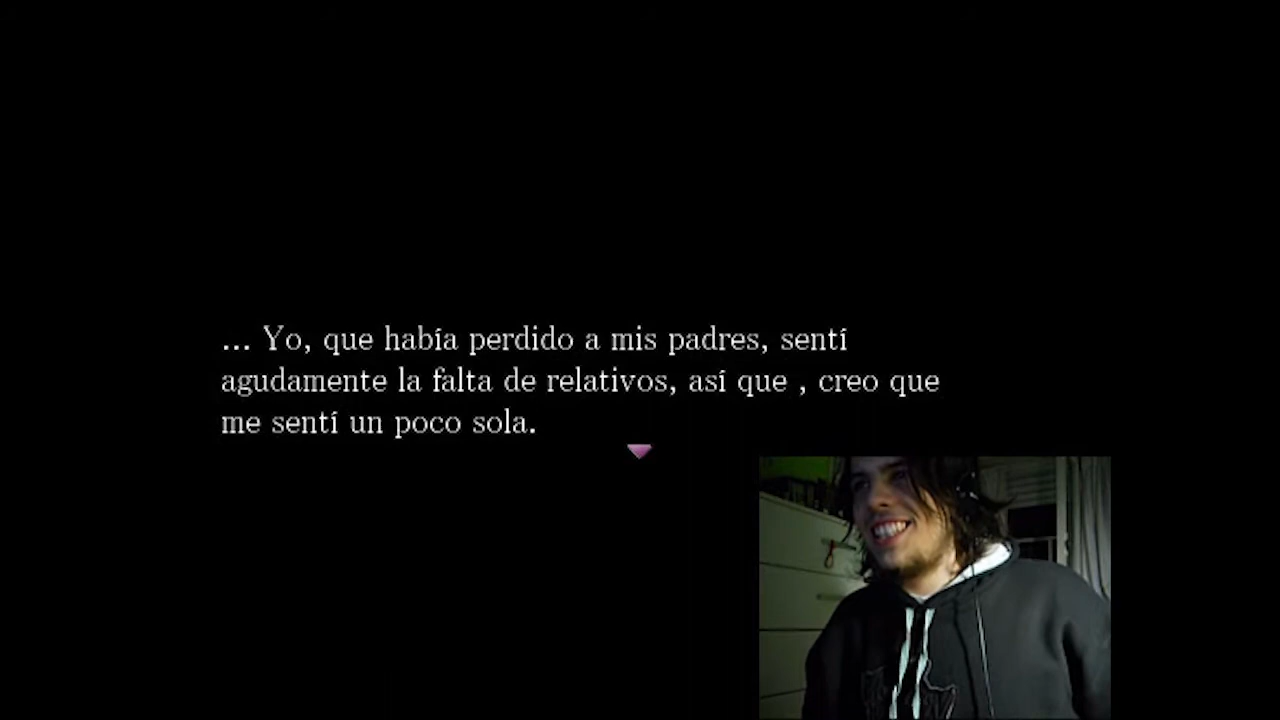 ... Yo, que había perdido a mis padres, sentí
agudamente la falta de relativos, así que , creo que
me sentí un poco sola.